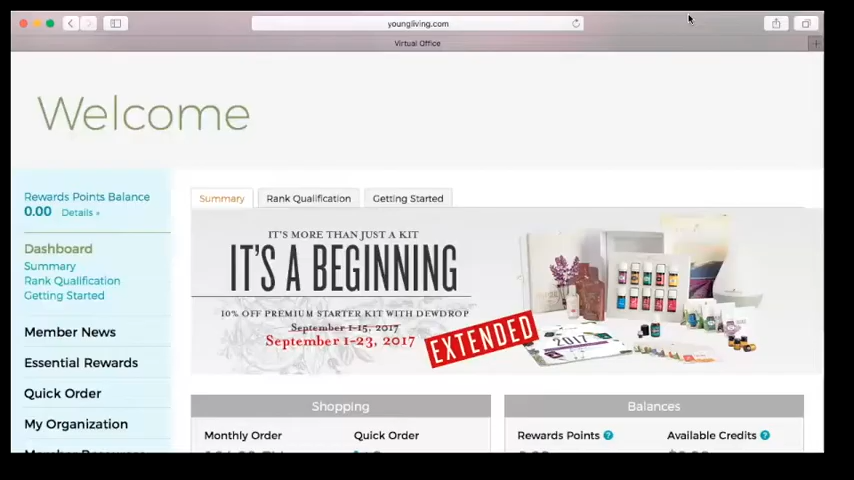 youngliving.com
Virtual Office
Welcome
Rewards Points Balance
0.00 Details »
Dashboard
Summary
Rank Qualification
Getting Started
Member News
Essential Rewards
Quick Order
My Organization
Summary
Rank Qualification
Getting Started
IT'S MORE THAN JUST A KIT
IT'S A BEGINNING
10% OFF PREMIUM STARTER KIT WITH DEWDROP
September 1-15, 2017
September 1-23, 2017
EXTENDED
2017
Shopping
Monthly Order
Quick Order
Balances
Rewards Points ?
Available Credits ?